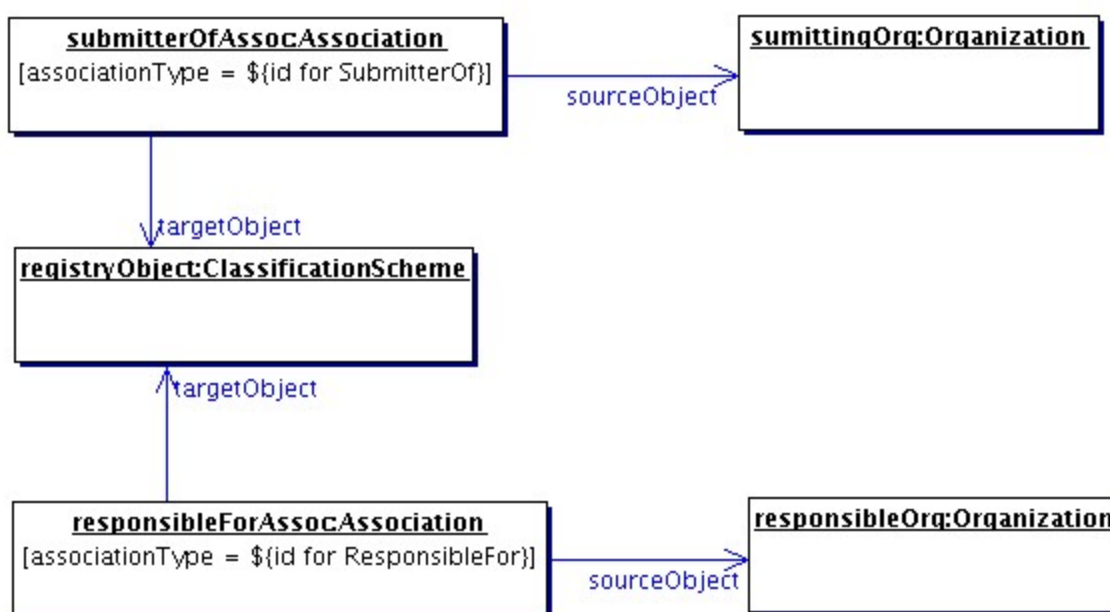 submitterOfAssoc:Association
[associationType = ${id for SubmitterOf}]
sumittingOrg:Organization
sourceObject
targetObject
registryObject:ClassificationScheme
targetObject
responsibleForAssoc:Association
[associationType = ${id for ResponsibleFor}]
responsibleOrg:Organization
sourceObject